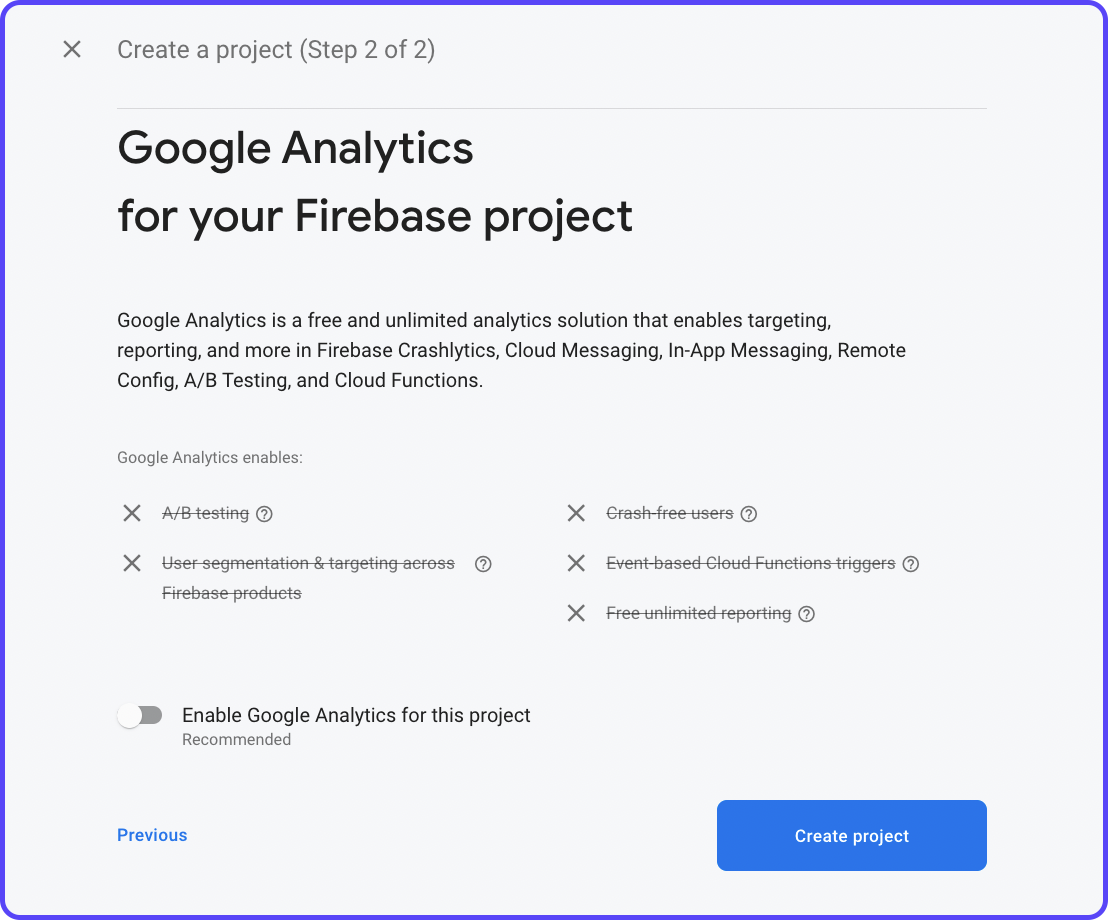 Create a project (Step 2 of 2)
Google Analytics
for your Firebase project
Google Analytics is a free and unlimited analytics solution that enables targeting,
reporting, and more in Firebase Crashlytics, Cloud Messaging, In-App Messaging, Remote
Config, A/B Testing, and Cloud Functions.
Google Analytics enables:
A/B testing
User segmentation & targeting across
Firebase products
Crash-free users
Event-based Cloud Functions triggers
Free unlimited reporting
Enable Google Analytics for this project
Recommended
Previous
Create project